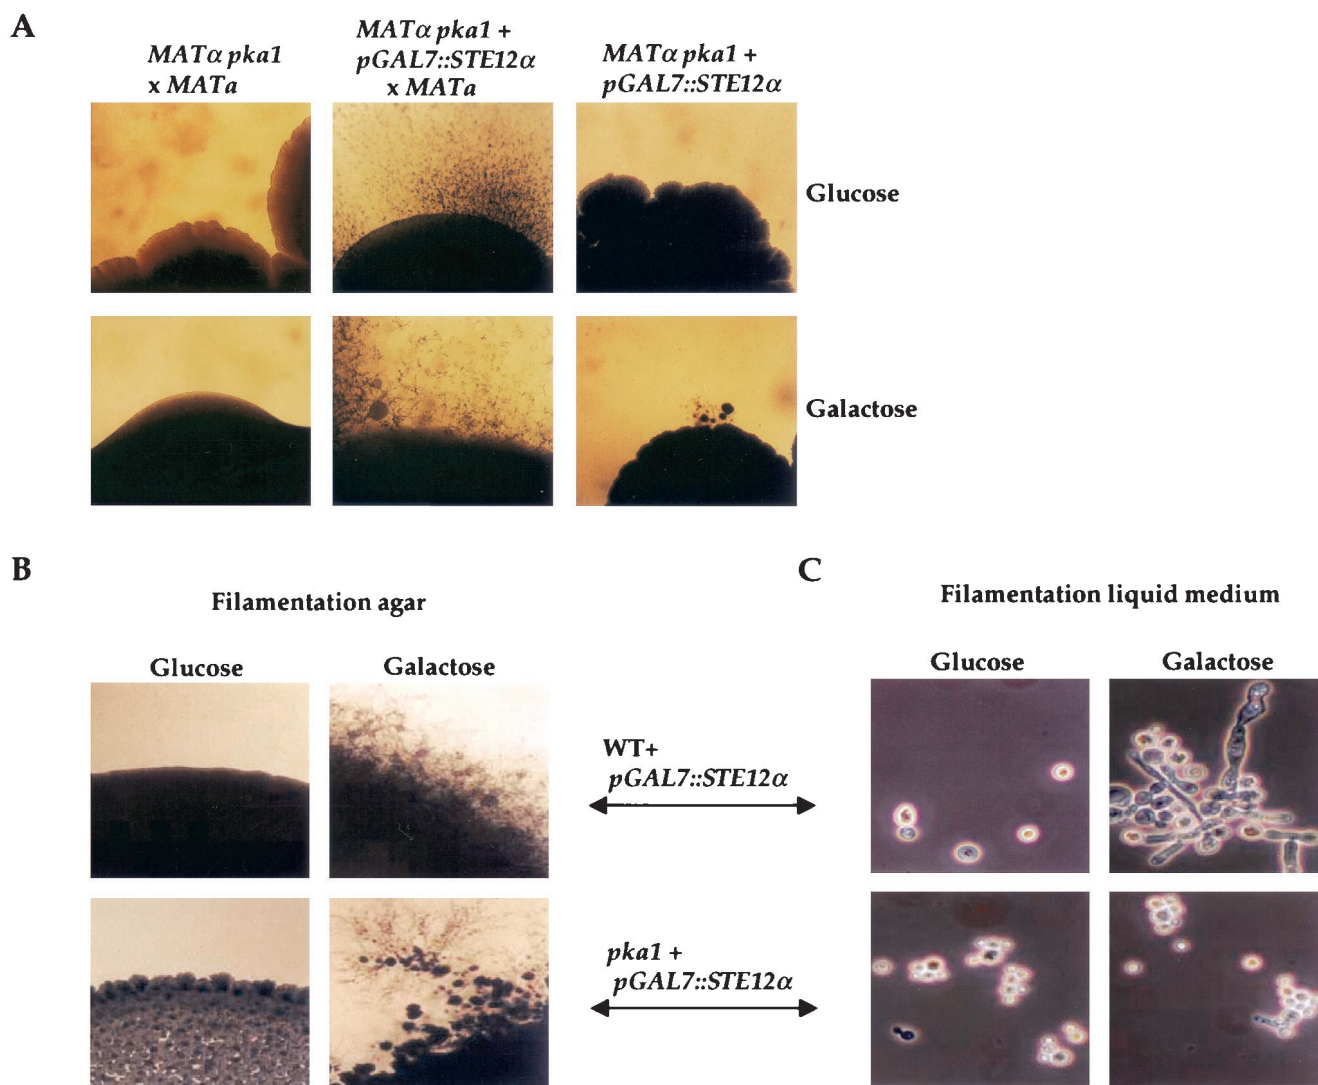 A
MATα pka1
x MATa
MATα pka1 +
pGAL7::STE12α
x MATa
MATα pka1 +
pGAL7::STE12α
Glucose
Galactose
B
Filamentation agar
Glucose
Galactose
WT+
pGAL7::STE12α
pka1 +
pGAL7::STE12α
C
Filamentation liquid medium
Glucose
Galactose